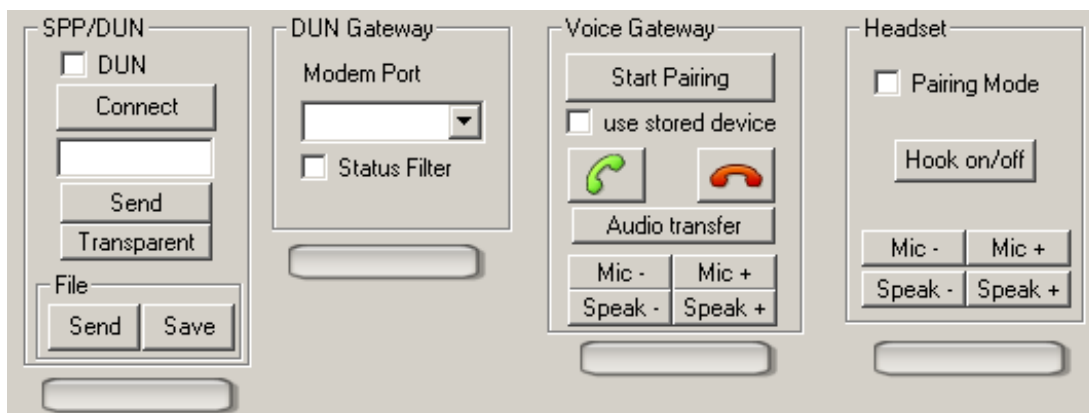 SPP/DUN
DUN
Connect
Send
Transparent
File
Send Save
DUN Gateway
Modem Port
Status Filter
Voice Gateway
Start Pairing
use stored device
Audio transfer
Mic - Mic +
Speak - Speak +
Headset
Pairing Mode
Hook on/off
Mic - Mic +
Speak - Speak +